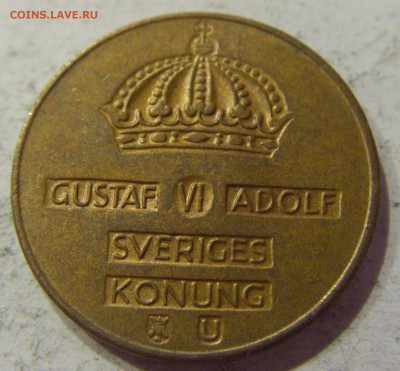 COINS.LAVE.RU
GUSTAF VI ADOLF
SVERIGES
KONUNG
U